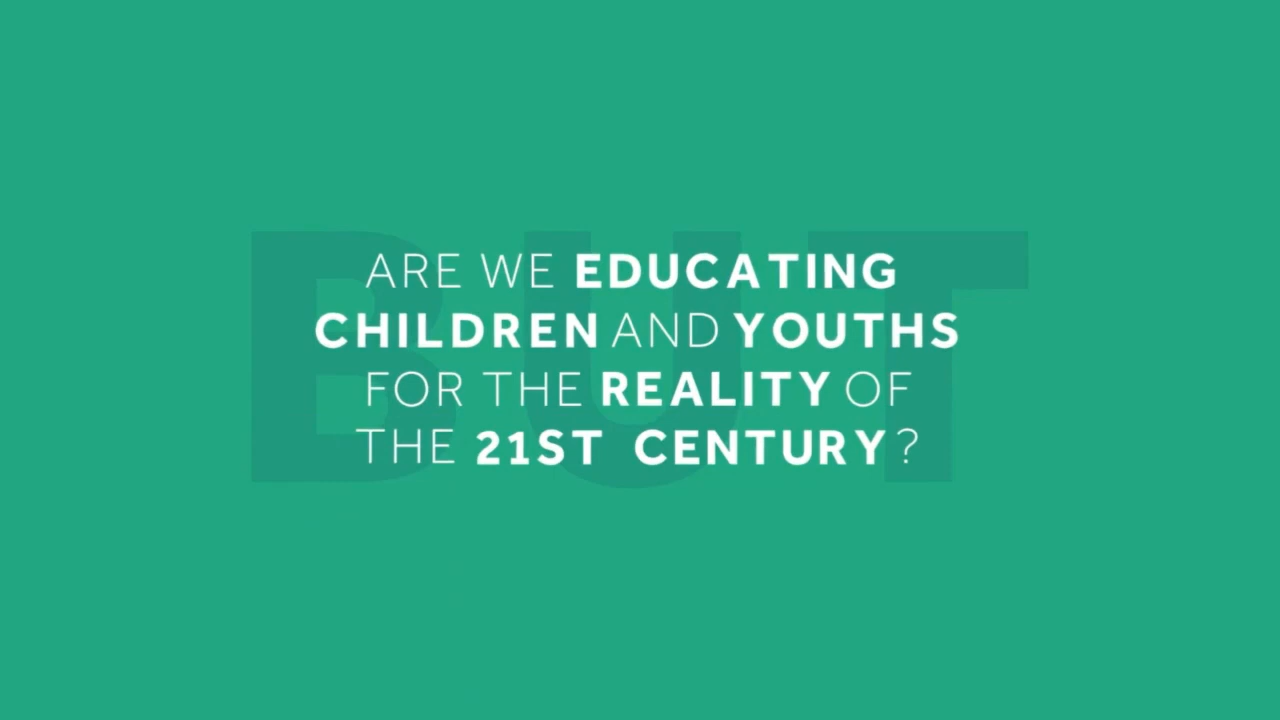 BUT
ARE WE EDUCATING
CHILDREN AND YOUTHS
FOR THE REALITY OF
THE 21ST CENTURY?